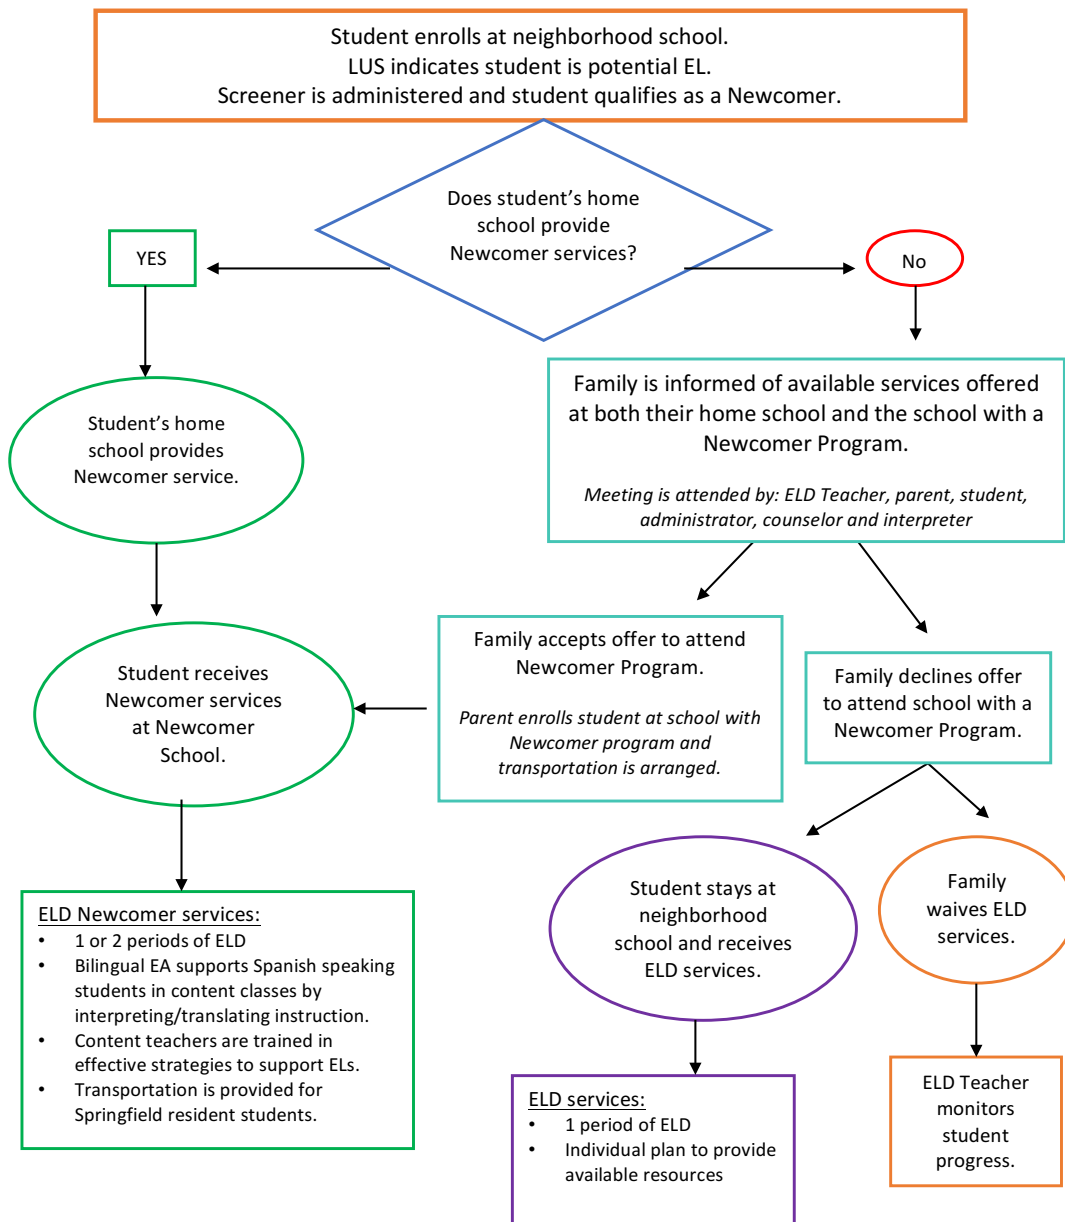 Student enrolls at neighborhood school.
LUS indicates student is potential EL.
Screener is administered and student qualifies as a Newcomer.
Does student’s home
school provide
Newcomer services?
YES
No
Student’s home
school provides
Newcomer service.
Family is informed of available services offered
at both their home school and the school with a
Newcomer Program.
Meeting is attended by: ELD Teacher, parent, student,
administrator, counselor and interpreter
Student receives
Newcomer services
at Newcomer
School.
Family accepts offer to attend
Newcomer Program.
Parent enrolls student at school with
Newcomer program and
transportation is arranged.
Family declines offer
to attend school with a
Newcomer Program.
ELD Newcomer services:
• 1 or 2 periods of ELD
• Bilingual EA supports Spanish speaking
students in content classes by
interpreting/translating instruction.
• Content teachers are trained in
effective strategies to support ELs.
• Transportation is provided for
Springfield resident students.
Student stays at
neighborhood
school and receives
ELD services.
Family
waives ELD
services.
ELD services:
• 1 period of ELD
• Individual plan to provide
available resources
ELD Teacher
monitors
student
progress.